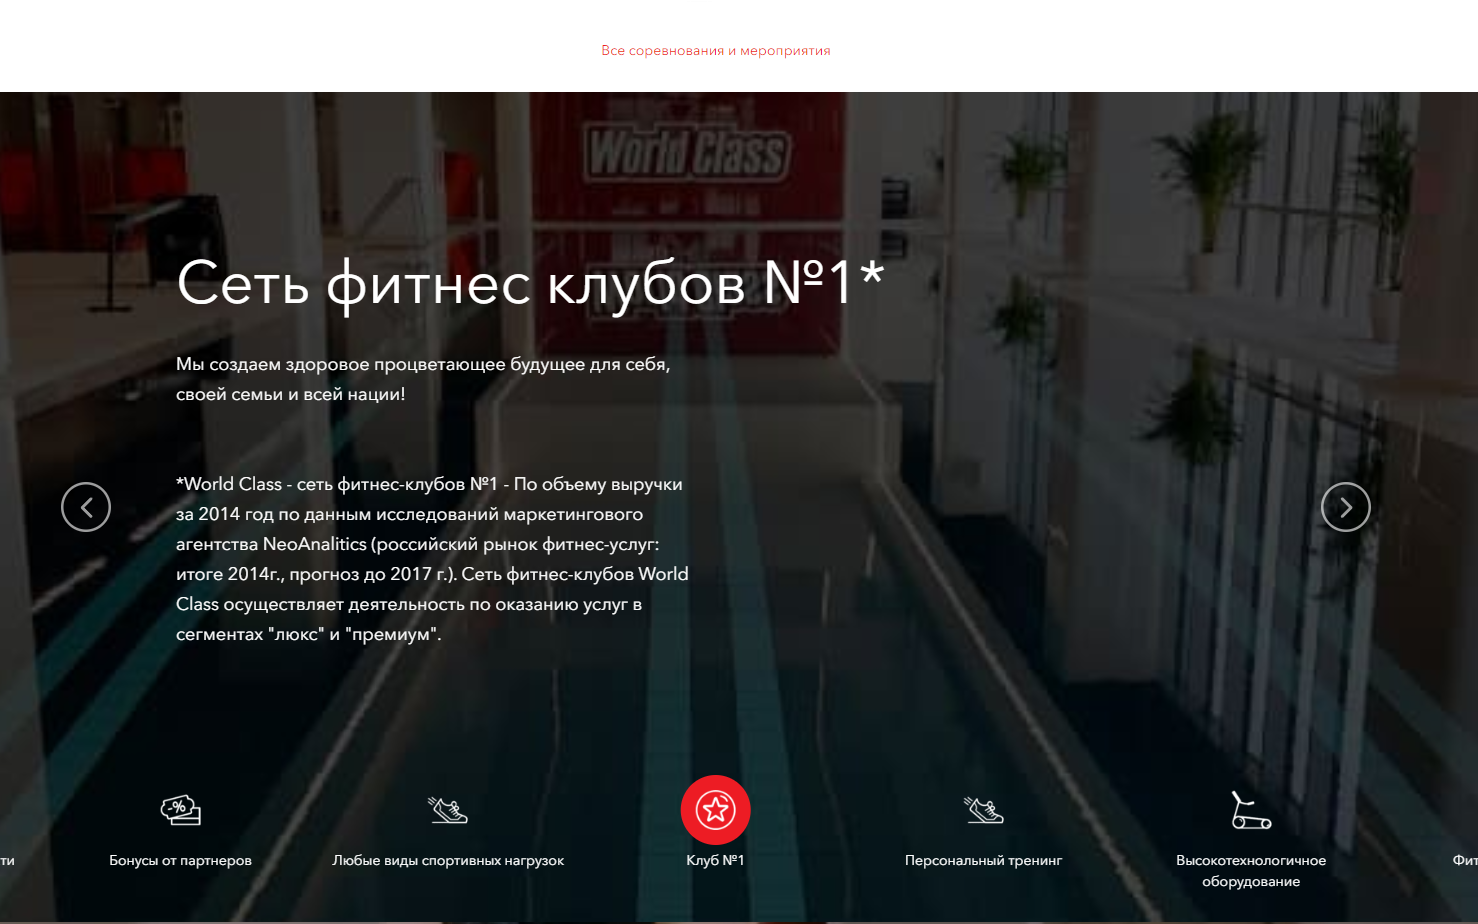 Все соревнования и мероприятия
World Class
Сеть фитнес клубов №1*
Мы создаем здоровое процветающее будущее для себя,
своей семьи и всей нации!
*World Class - сеть фитнес-клубов №1 - По объему выручки
за 2014 год по данным исследований маркетингового
агентства NeoAnalitics (российский рынок фитнес-услуг:
итоге 2014г., прогноз до 2017 г.). Сеть фитнес-клубов World
Class осуществляет деятельность по оказанию услуг в
сегментах "люкс" и "премиум".
-%
ти
Бонусы от партнеров
Любые виды спортивных нагрузок
Клуб №1
Персональный тренинг
Высокотехнологичное
оборудование
Фит